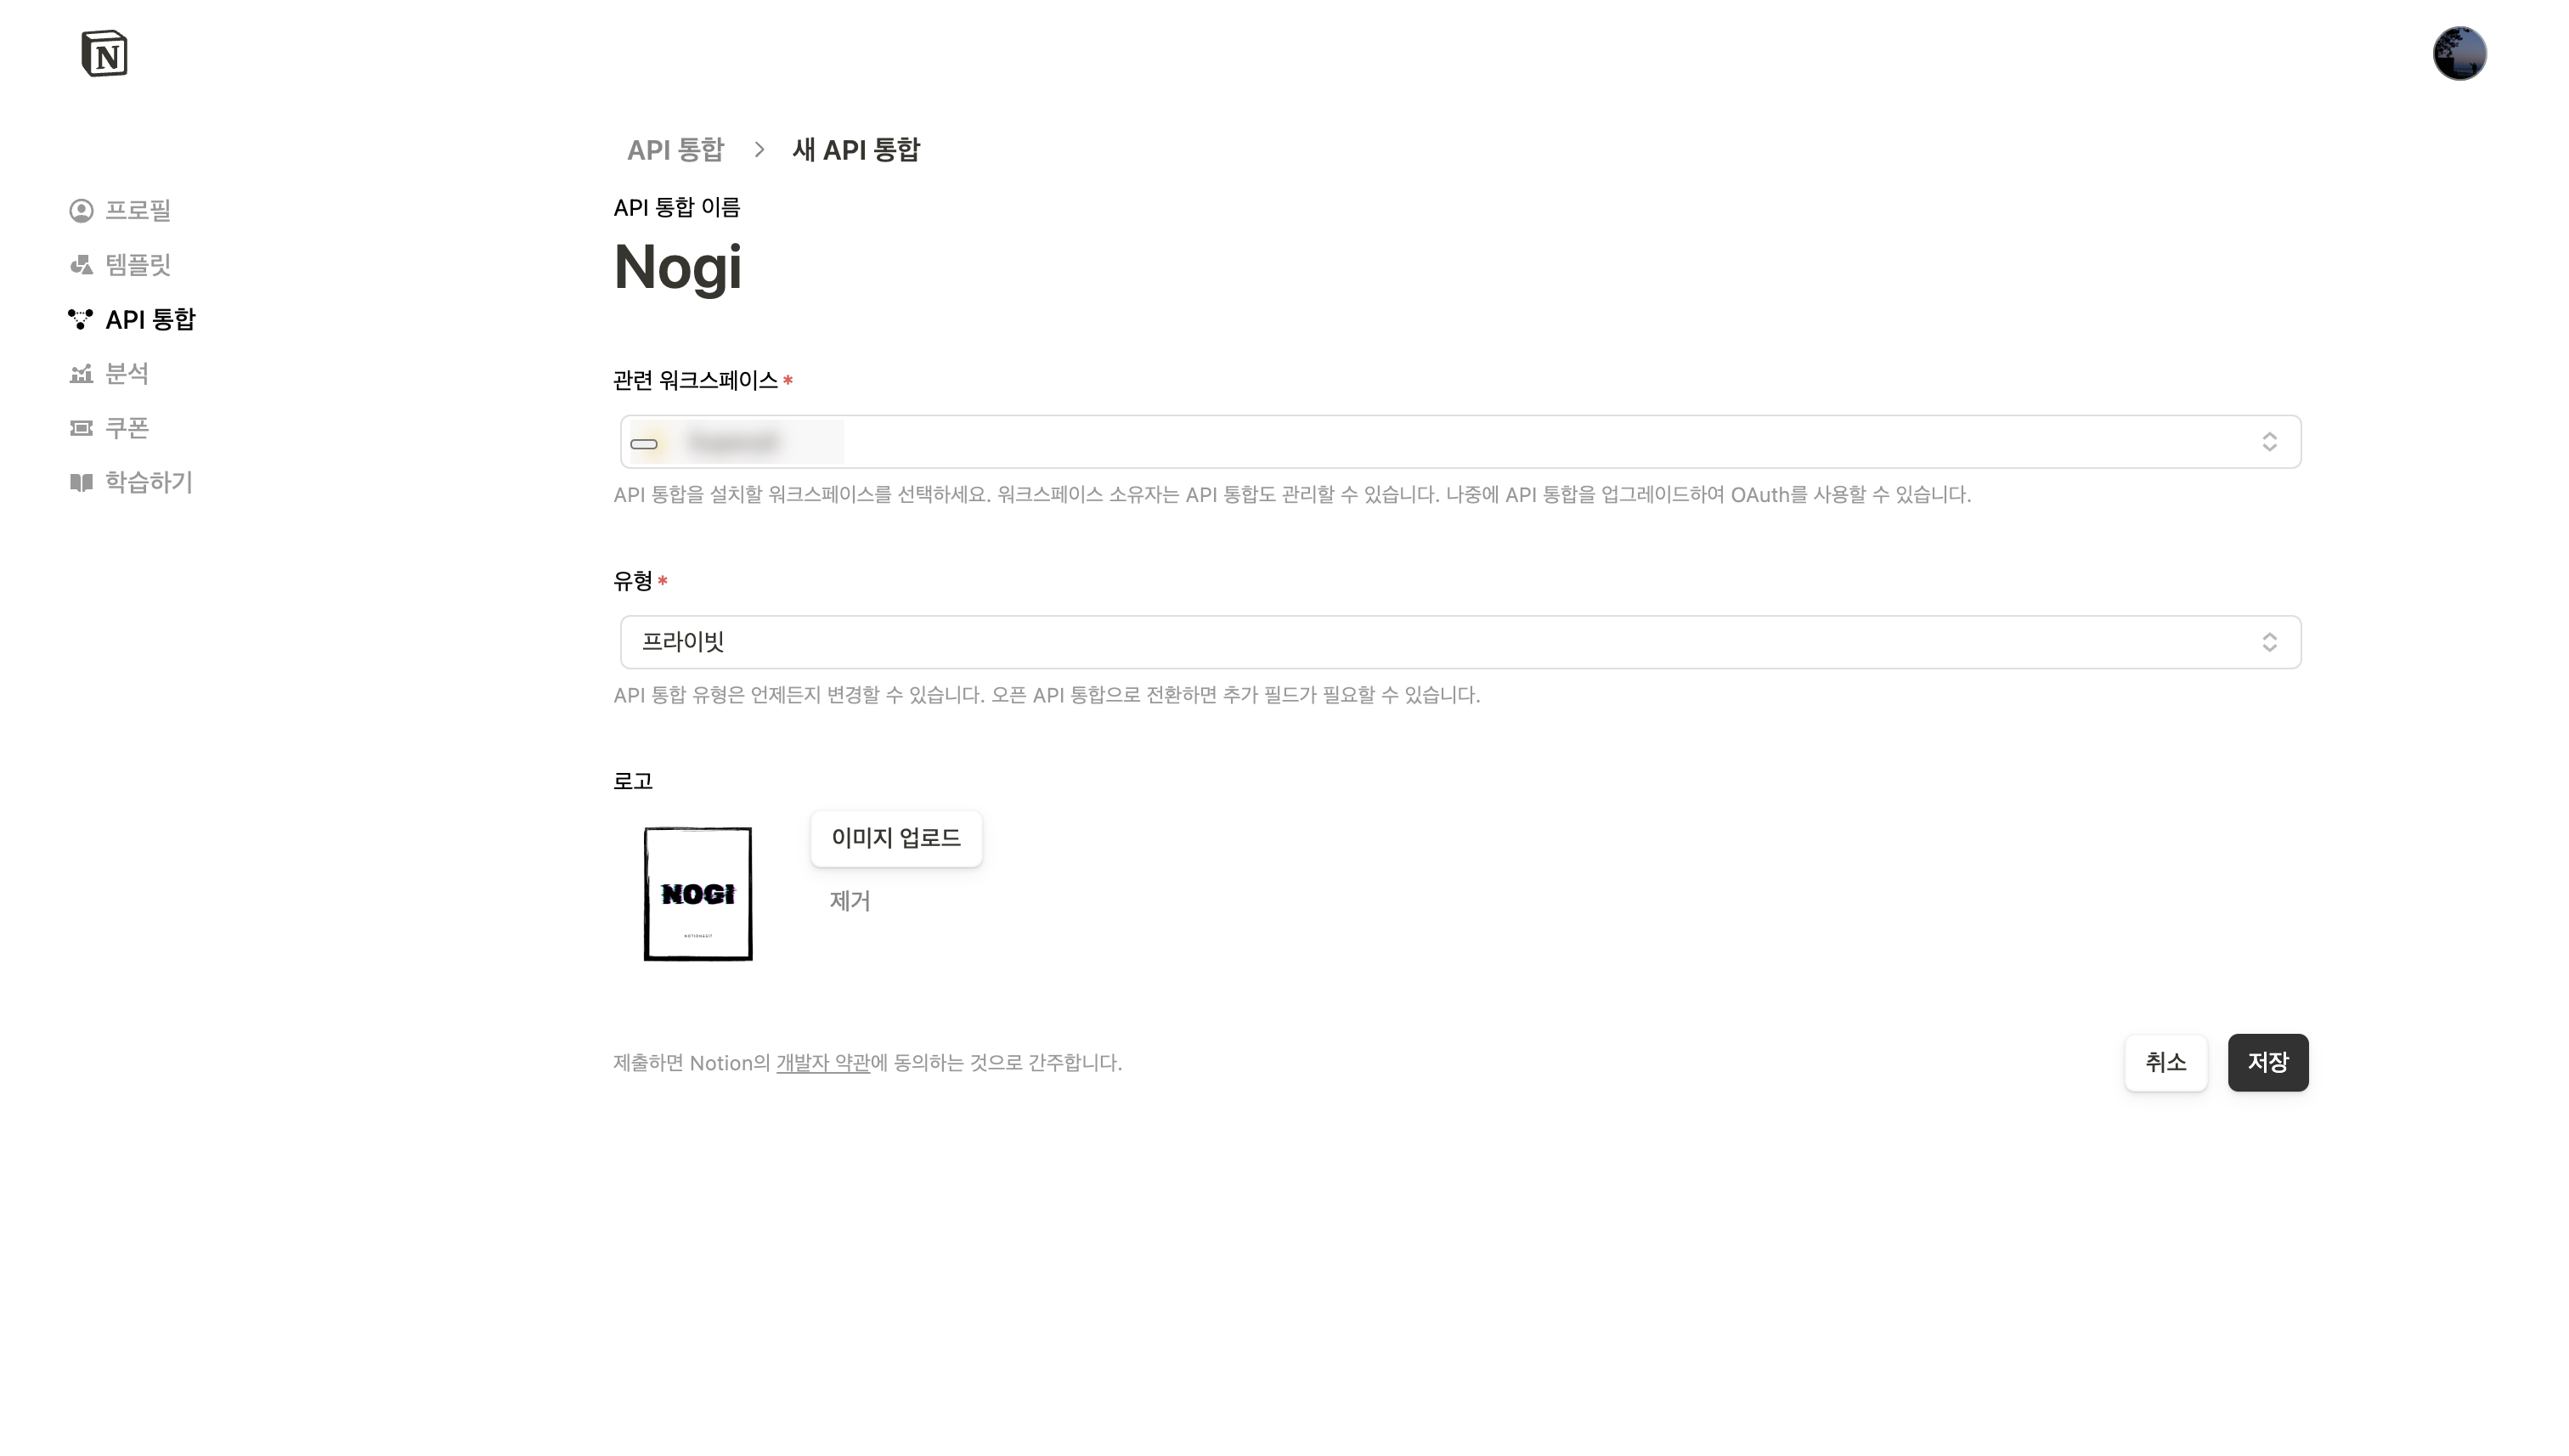 API 통합 > 새 API 통합
프로필
템플릿
API 통합
분석
쿠폰
학습하기
API 통합 이름
Nogi
관련 워크스페이스 *
API 통합을 설치할 워크스페이스를 선택하세요. 워크스페이스 소유자는 API 통합도 관리할 수 있습니다. 나중에 API 통합을 업그레이드하여 OAuth를 사용할 수 있습니다.
유형 *
프라이빗
API 통합 유형은 언제든지 변경할 수 있습니다. 오픈 API 통합으로 전환하면 추가 필드가 필요할 수 있습니다.
로고
NOGI
이미지 업로드
제거
제출하면 Notion의 개발자 약관에 동의하는 것으로 간주합니다.
취소
저장